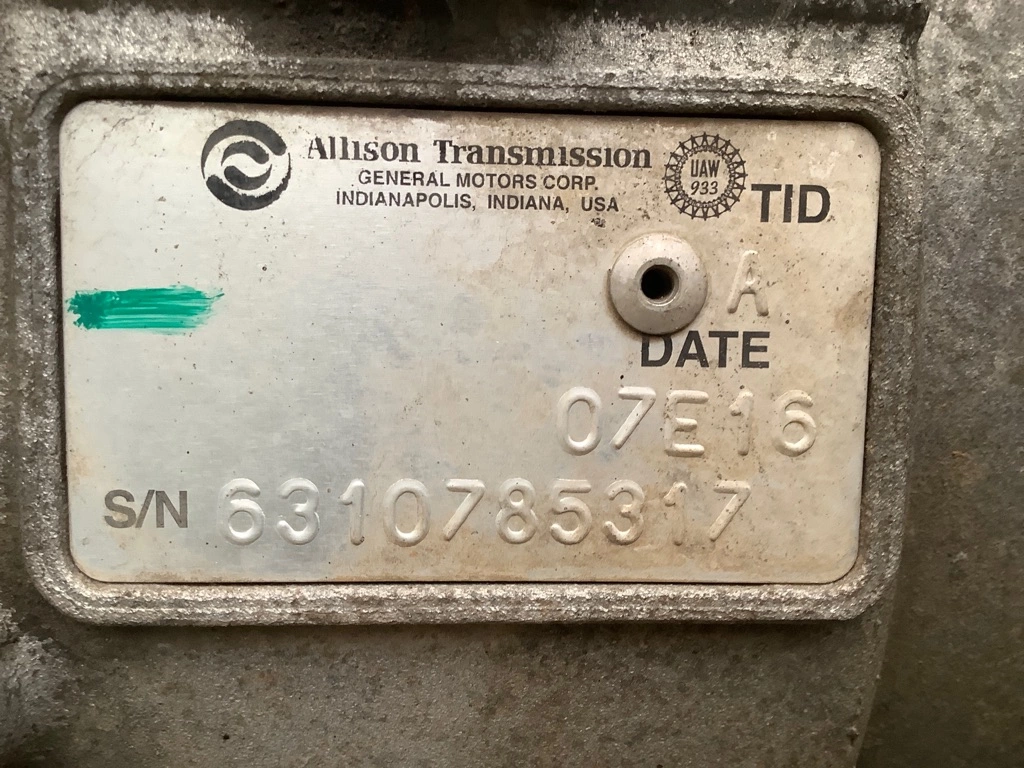 Allison Transmission
GENERAL MOTORS CORP.
INDIANAPOLIS, INDIANA, USA
UAW
933
TID
A
DATE
07E16
S/N 6310785317